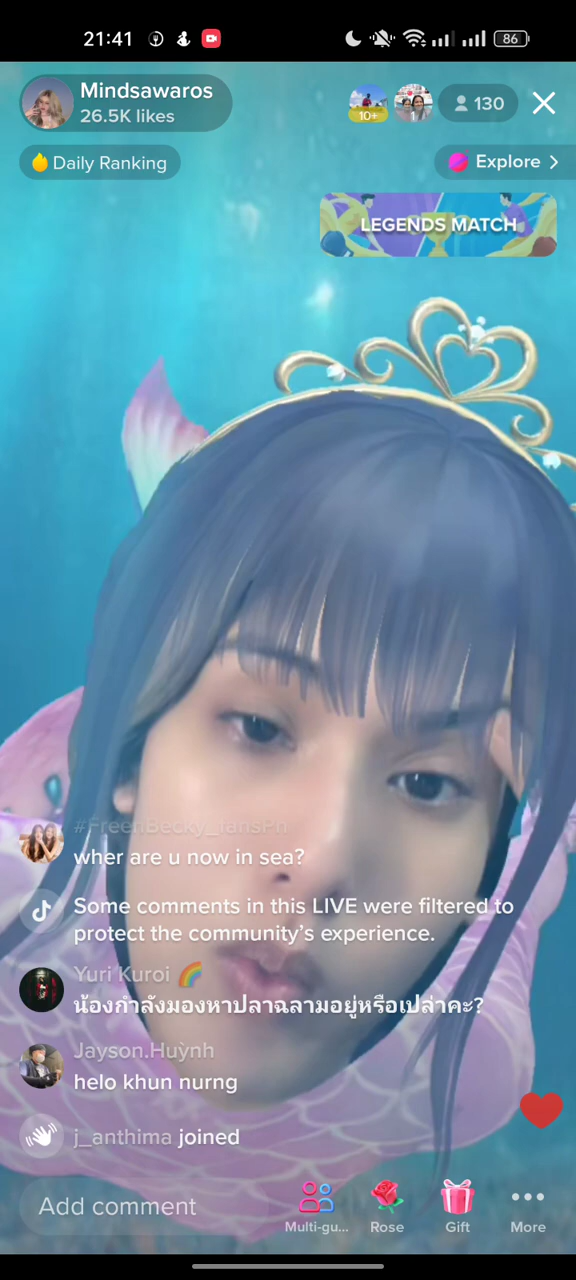 21:41
86
Mindsawaros
26.5K likes
10+
130
Daily Ranking
Explore
LEGENDS MATCH
#FreenBecky_fansPh
wher are u now in sea?
Some comments in this LIVE were filtered to
protect the community's experience.
Yuri Kuroi 🌈
น้องกำลังมองหาปลาฉลามอยู่หรือเปล่าคะ?
Jayson.Huỳnh
helo khun nurng
j_anthima joined
Add comment
Multi-gu...
Rose
Gift
More